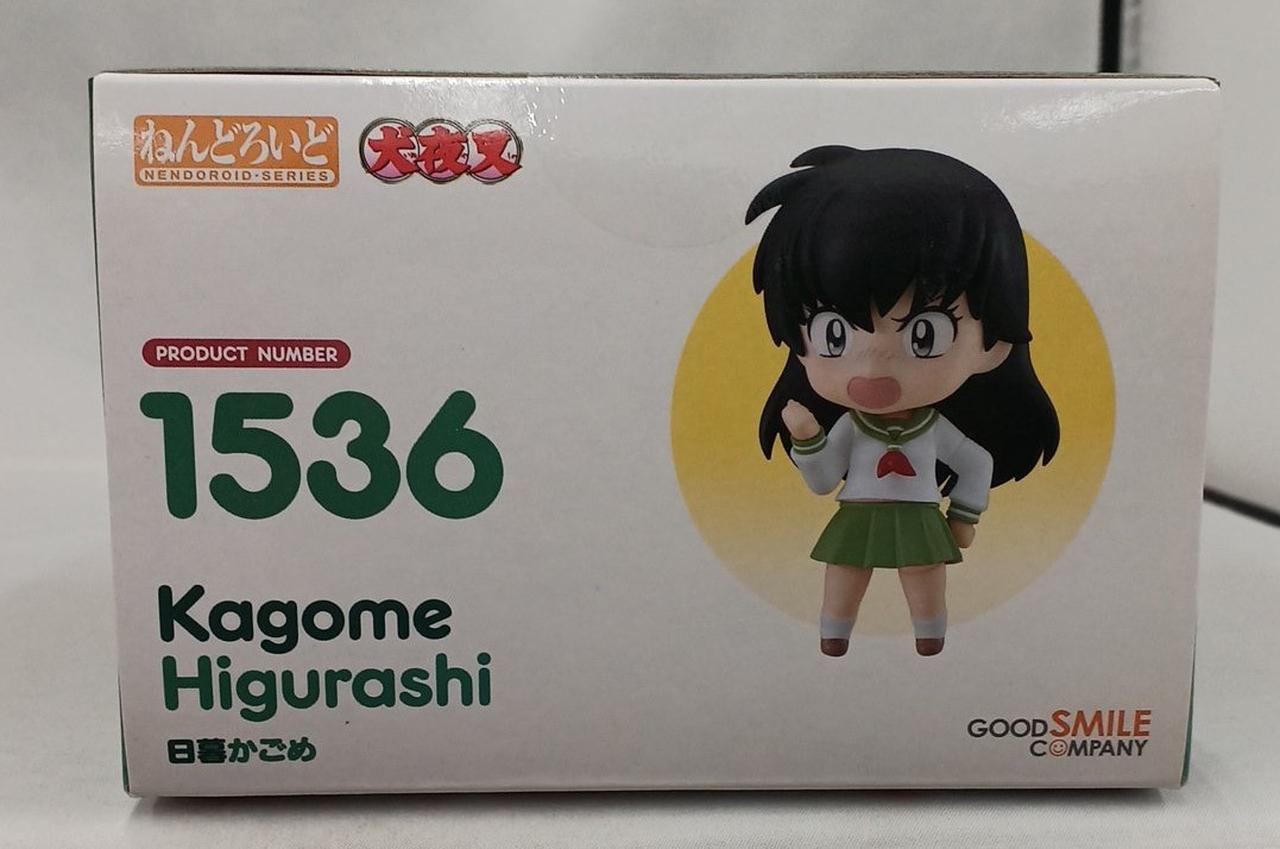 ねんどろいど
NENDOROID·SERIES
犬夜叉
PRODUCT NUMBER
1536
Kagome
Higurashi
日暮かごめ
GOOD SMILE
COMPANY